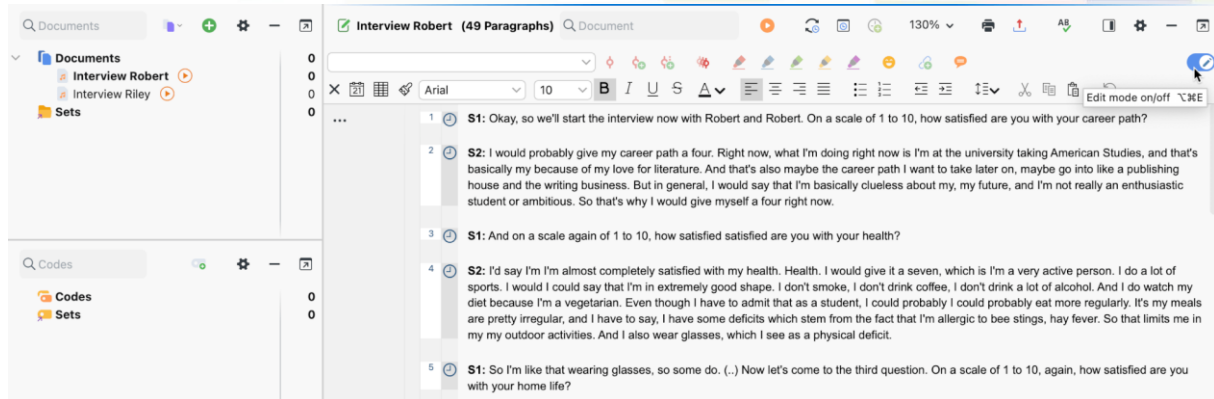 Documents
Interview Robert (49 Paragraphs)
Document
130%
Documents 0
Interview Robert 0
Interview Riley 0
Sets 0
Arial 10 B I U S A
Edit mode on/off ⌥⌘E
1 S1: Okay, so we'll start the interview now with Robert and Robert. On a scale of 1 to 10, how satisfied are you with your career path?
2 S2: I would probably give my career path a four. Right now, what I'm doing right now is I'm at the university taking American Studies, and that's
basically my because of my love for literature. And that's also maybe the career path I want to take later on, maybe go into like a publishing
house and the writing business. But in general, I would say that I'm basically clueless about my, my future, and I'm not really an enthusiastic
student or ambitious. So that's why I would give myself a four right now.
3 S1: And on a scale again of 1 to 10, how satisfied satisfied are you with your health?
Codes
Codes 0
Sets 0
4 S2: I'd say I'm I'm almost completely satisfied with my health. Health. I would give it a seven, which is I'm a very active person. I do a lot of
sports. I would I could say that I'm in extremely good shape. I don't smoke, I don't drink coffee, I don't drink a lot of alcohol. And I do watch my
diet because I'm a vegetarian. Even though I have to admit that as a student, I could probably I could probably eat more regularly. It's my meals
are pretty irregular, and I have to say, I have some deficits which stem from the fact that I'm allergic to bee stings, hay fever. So that limits me in
my my outdoor activities. And I also wear glasses, which I see as a physical deficit.
5 S1: So I'm like that wearing glasses, so some do. (..) Now let's come to the third question. On a scale of 1 to 10, again, how satisfied are you
with your home life?